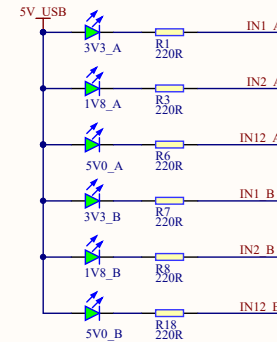 5V_USB
IN1_A
3V3_A
R1
220R
IN2_A
1V8_A
R3
220R
IN12_A
5V0_A
R6
220R
IN1_B
3V3_B
R7
220R
IN2_B
1V8_B
R8
220R
IN12_B
5V0_B
R18
220R